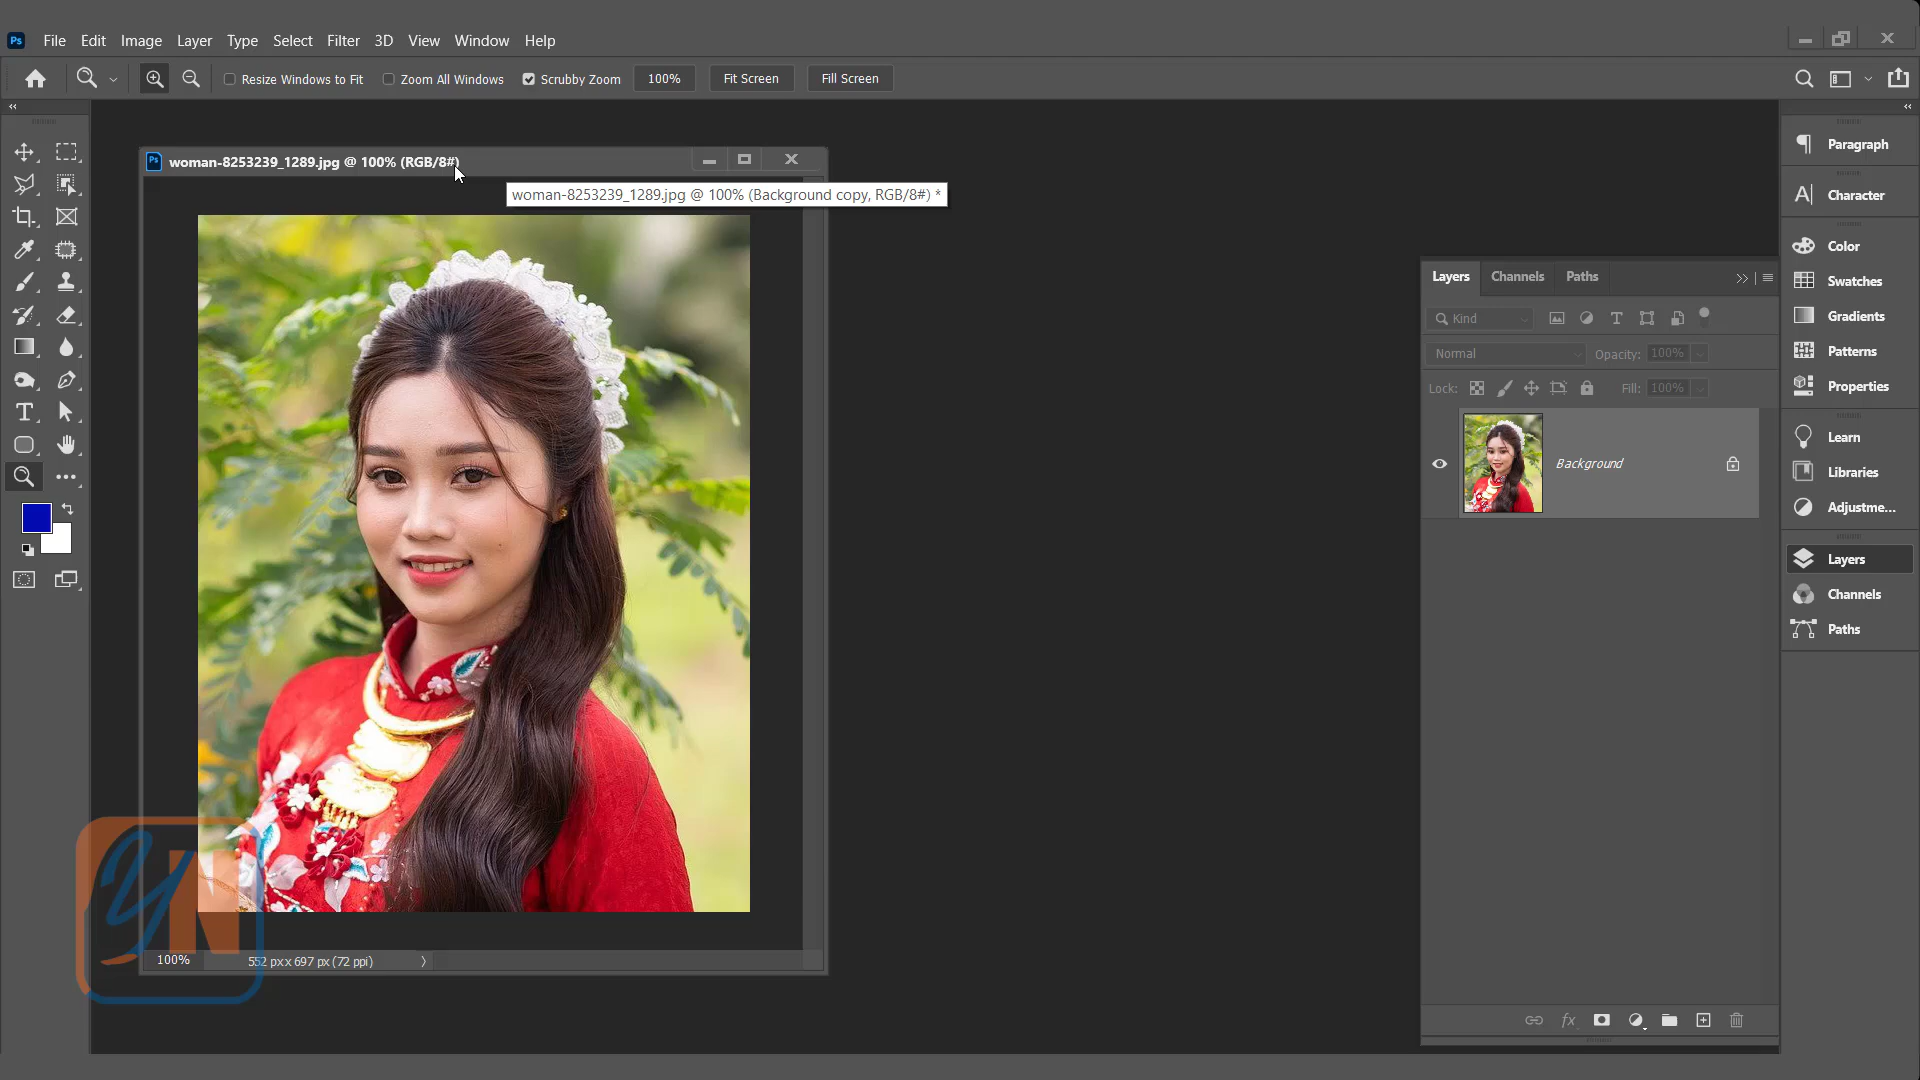 Ps File Edit Image Layer Type Select Filter 3D View Window Help
Resize Windows to Fit Zoom All Windows Scrubby Zoom 100% Fit Screen Fill Screen
woman-8253239_1289.jpg @ 100% (RGB/8#)
woman-8253239_1289.jpg @ 100% (Background copy, RGB/8#) *
100% 552 px x 697 px (72 ppi)
YN
Layers Channels Paths
Kind
Normal Opacity: 100%
Lock: Fill: 100%
Background
fx
Paragraph
Character
Color
Swatches
Gradients
Patterns
Properties
Learn
Libraries
Adjustme...
Layers
Channels
Paths